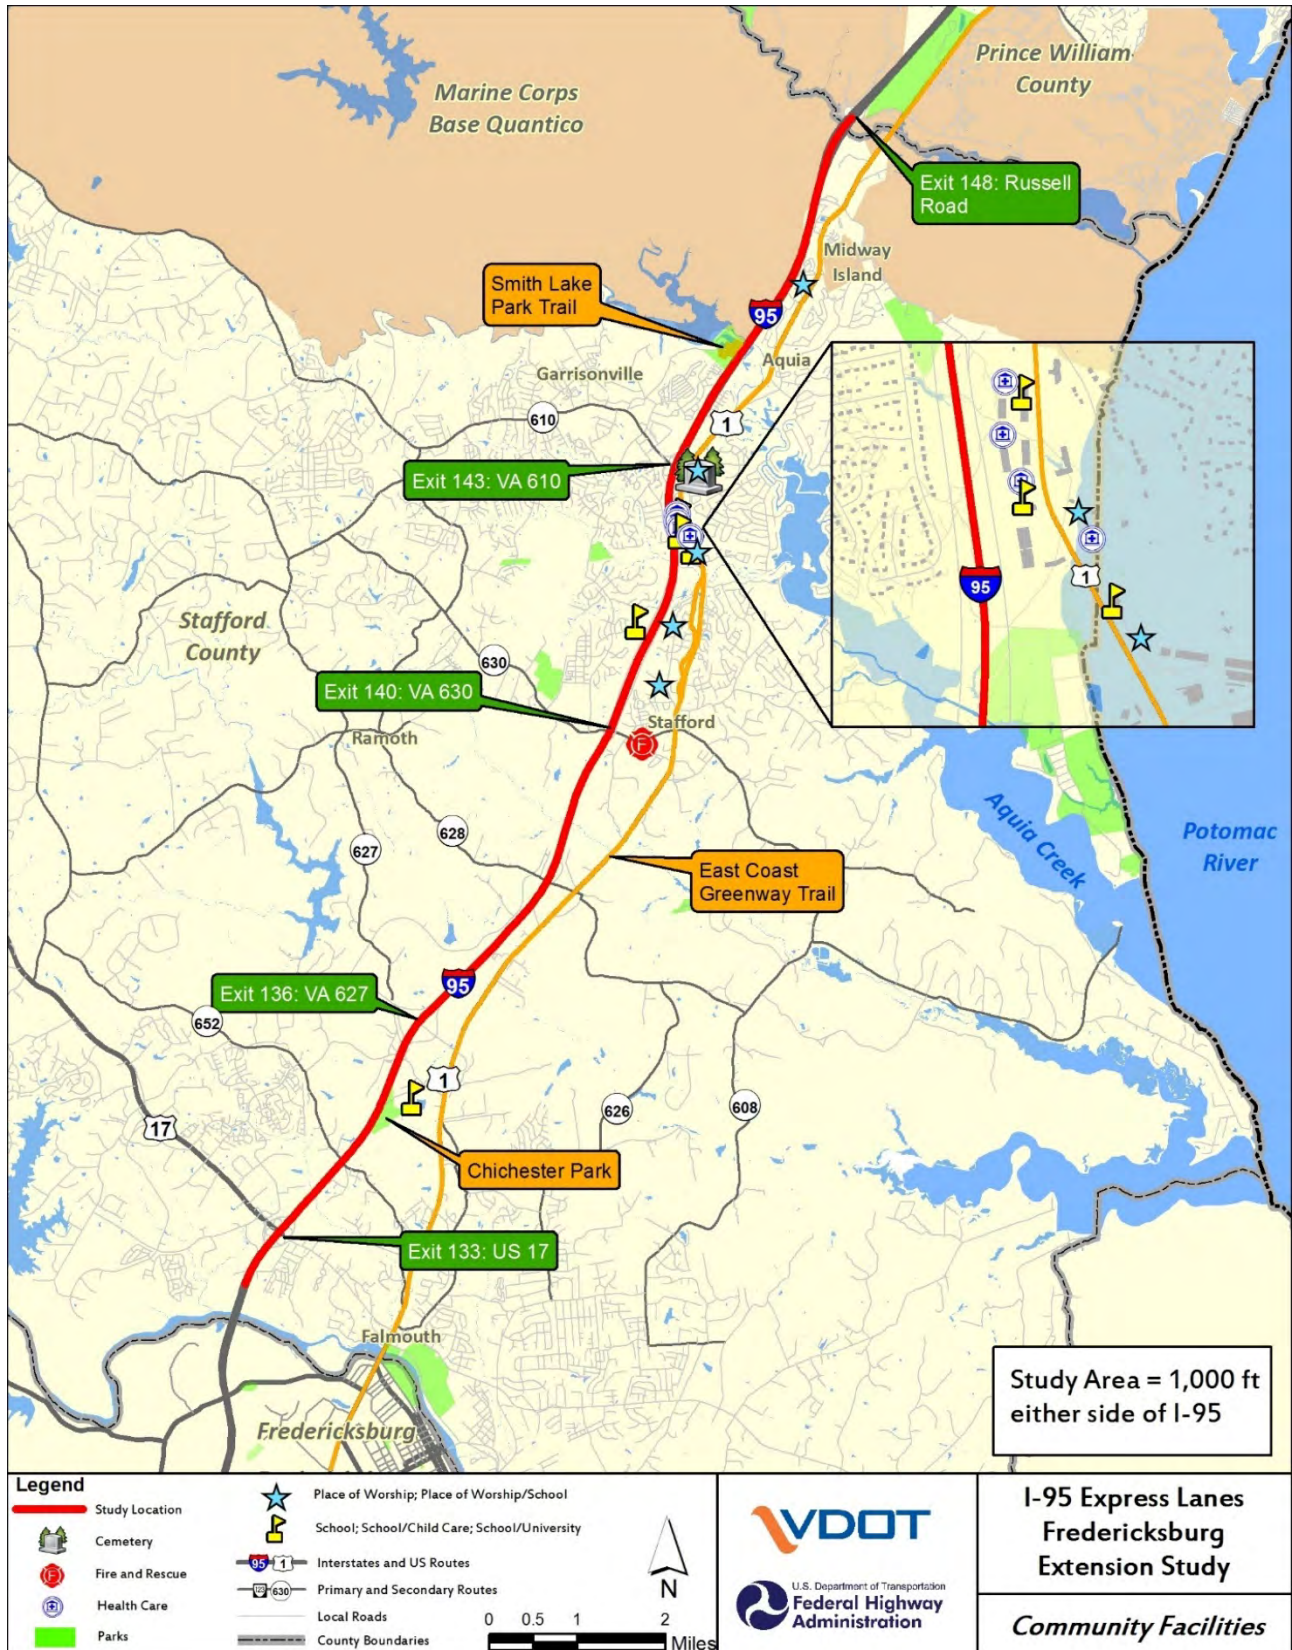 Prince William
County
Marine Corps
Base Quantico
Exit 148: Russell
Road
Midway
Island
Smith Lake
Park Trail
95
Aquia
Garrisonville
610
1
Exit 143: VA 610
95
1
Stafford
County
630
Exit 140: VA 630
Stafford
Ramoth
F
628
627
Aquia Creek
Potomac
River
East Coast
Greenway Trail
95
Exit 136: VA 627
652
1
626
608
17
Chichester Park
Exit 133: US 17
Falmouth
Fredericksburg
Study Area = 1,000 ft
either side of I-95
Legend
Study Location
Cemetery
Fire and Rescue
Health Care
Parks
Place of Worship; Place of Worship/School
School; School/Child Care; School/University
95 1 Interstates and US Routes
123 630 Primary and Secondary Routes
Local Roads
County Boundaries
N
0 0.5 1 2
Miles
VDOT
U.S. Department of Transportation
Federal Highway
Administration
I-95 Express Lanes
Fredericksburg
Extension Study
Community Facilities